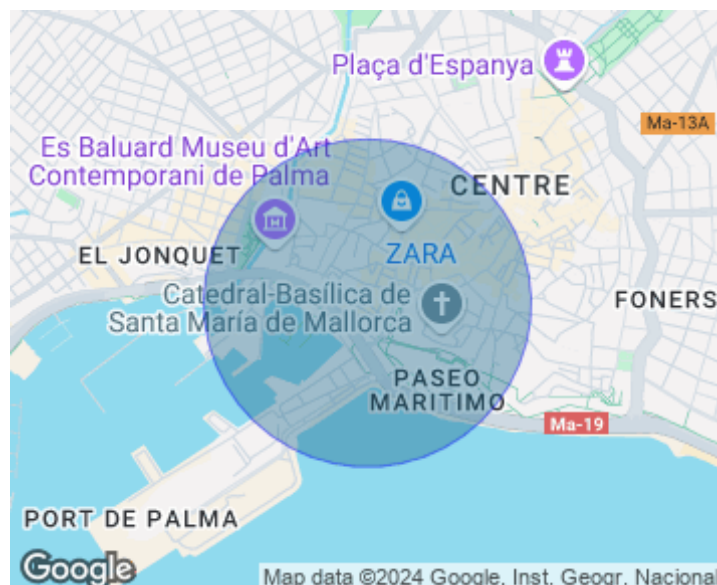 Plaça d'Espanya
Ma-13A
Es Baluard Museu d'Art
Contemporani de Palma
CENTRE
EL JONQUET
ZARA
Catedral-Basílica de
Santa María de Mallorca
FONERS
PASEO
MARITIMO
Ma-19
PORT DE PALMA
Google
Map data ©2024 Google, Inst. Geogr. Nacional